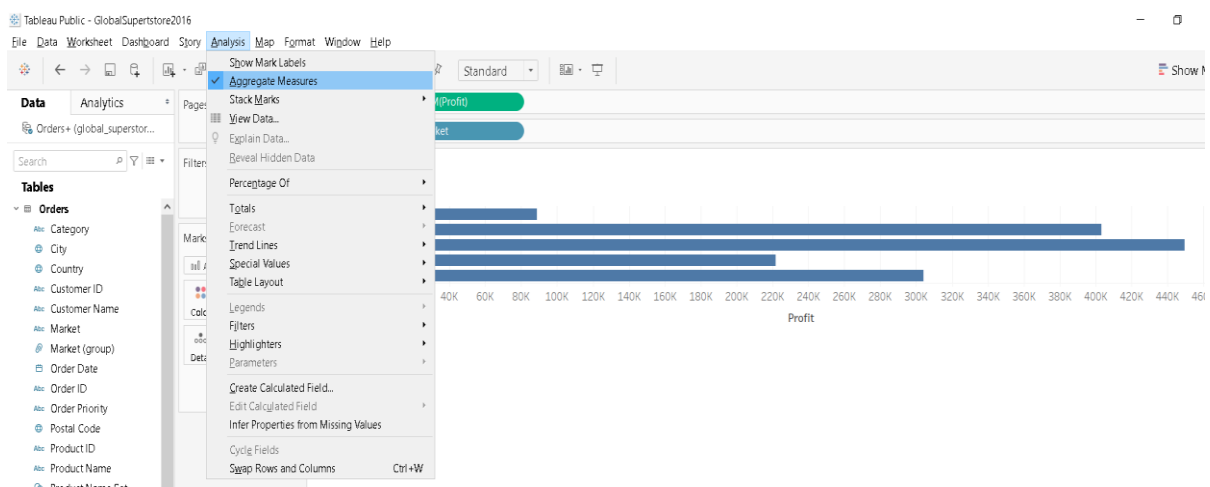 Tableau Public - GlobalSupertstore2016
File Data Worksheet Dashboard Story Analysis Map Format Window Help
Standard
Show
Data Analytics
Pages
M(Profit)
Orders+ (global_superstor...
Search
Filters
Tables
Orders
Category
City
Country
Customer ID
Customer Name
Market
Market (group)
Order Date
Order ID
Order Priority
Postal Code
Product ID
Product Name
Marks
Show Mark Labels
Aggregate Measures
Stack Marks
View Data...
Explain Data...
Reveal Hidden Data
Percentage Of
Totals
Forecast
Trend Lines
Special Values
Table Layout
Legends
Filters
Highlighters
Parameters
Create Calculated Field...
Edit Calculated Field
Infer Properties from Missing Values
Cycle Fields
Swap Rows and Columns Ctrl+W
40K 60K 80K 100K 120K 140K 160K 180K 200K 220K 240K 260K 280K 300K 320K 340K 360K 380K 400K 420K 440K
Profit